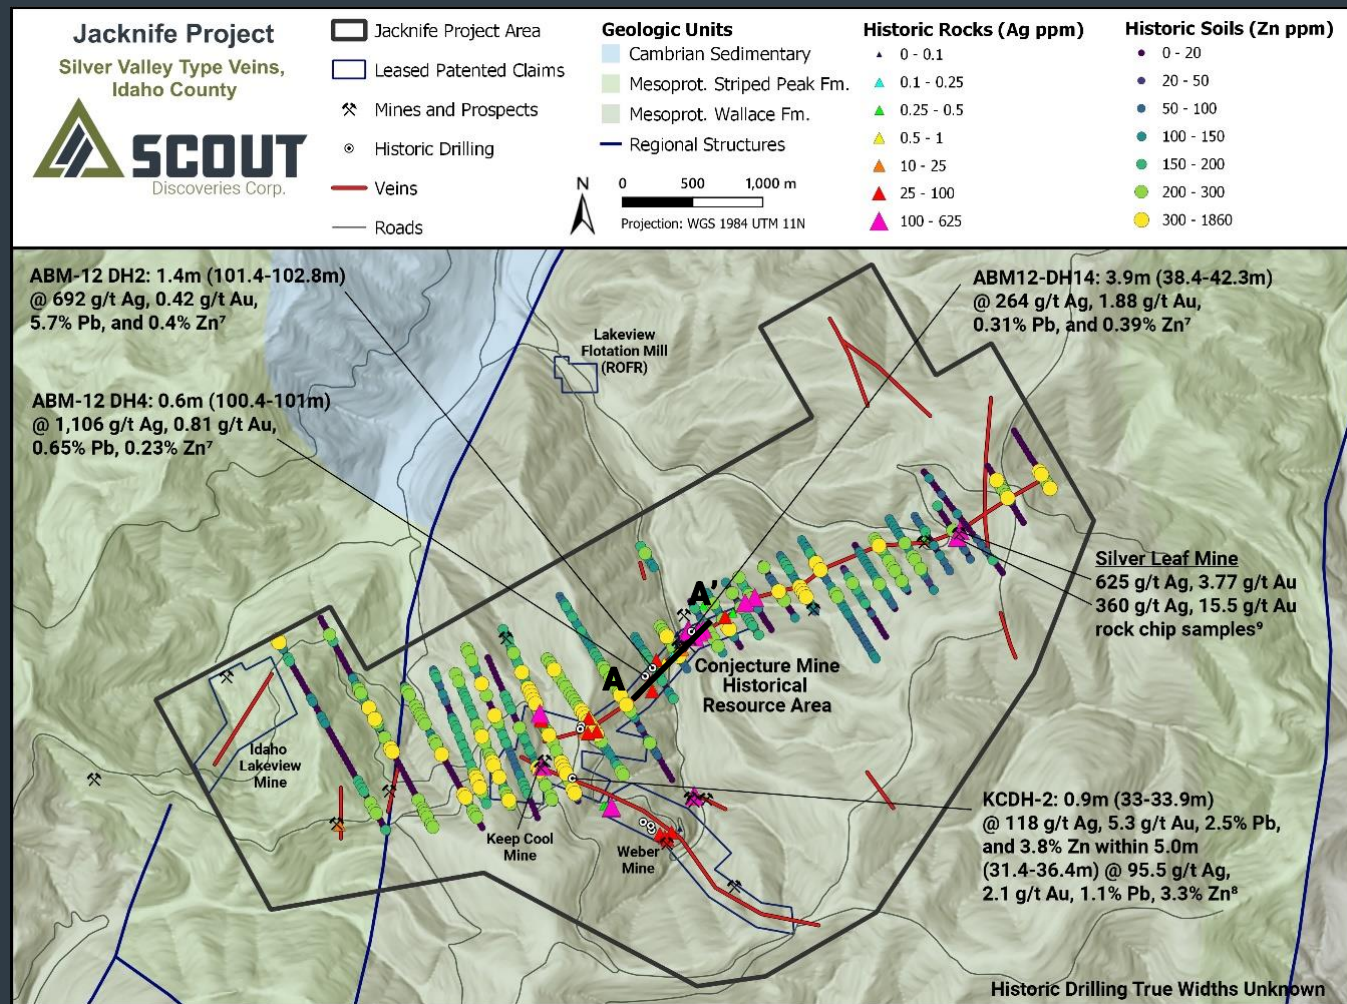 Jacknife Project
Silver Valley Type Veins,
Idaho County
SCOUT
Discoveries Corp.
Jacknife Project Area
Leased Patented Claims
Mines and Prospects
Historic Drilling
Veins
Roads
Geologic Units
Cambrian Sedimentary
Mesoprot. Striped Peak Fm.
Mesoprot. Wallace Fm.
Regional Structures
N
0 500 1,000 m
Projection: WGS 1984 UTM 11N
Historic Rocks (Ag ppm)
0 - 0.1
0.1 - 0.25
0.25 - 0.5
0.5 - 1
10 - 25
25 - 100
100 - 625
Historic Soils (Zn ppm)
0 - 20
20 - 50
50 - 100
100 - 150
150 - 200
200 - 300
300 - 1860
ABM-12 DH2: 1.4m (101.4-102.8m)
@ 692 g/t Ag, 0.42 g/t Au,
5.7% Pb, and 0.4% Zn⁷
ABM-12 DH4: 0.6m (100.4-101m)
@ 1,106 g/t Ag, 0.81 g/t Au,
0.65% Pb, 0.23% Zn⁷
Lakeview
Flotation Mill
(ROFR)
ABM12-DH14: 3.9m (38.4-42.3m)
@ 264 g/t Ag, 1.88 g/t Au,
0.31% Pb, and 0.39% Zn⁷
Silver Leaf Mine
625 g/t Ag, 3.77 g/t Au
360 g/t Ag, 15.5 g/t Au
rock chip samples⁹
A'
A
Conjecture Mine
Historical
Resource Area
Idaho
Lakeview
Mine
Keep Cool
Mine
Weber
Mine
KCDH-2: 0.9m (33-33.9m)
@ 118 g/t Ag, 5.3 g/t Au, 2.5% Pb,
and 3.8% Zn within 5.0m
(31.4-36.4m) @ 95.5 g/t Ag,
2.1 g/t Au, 1.1% Pb, 3.3% Zn⁸
Historic Drilling True Widths Unknown